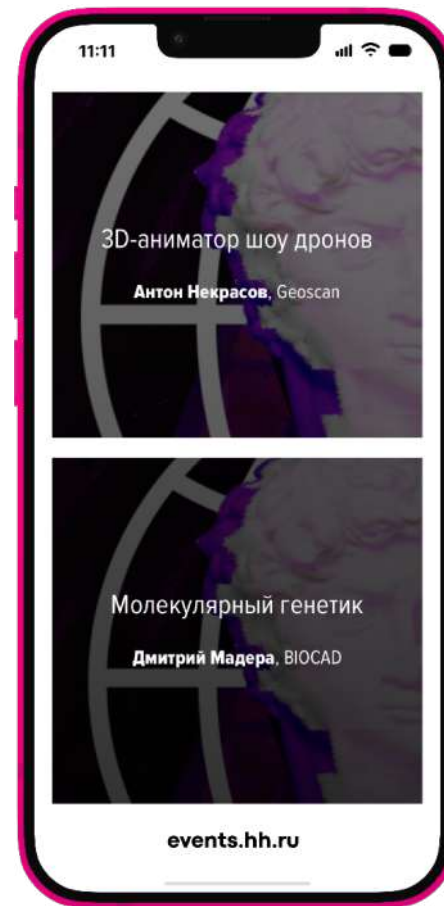 11:11
3D-аниматор шоу дронов
Антон Некрасов, Geoscan
Молекулярный генетик
Дмитрий Мадера, BIOCAD
events.hh.ru